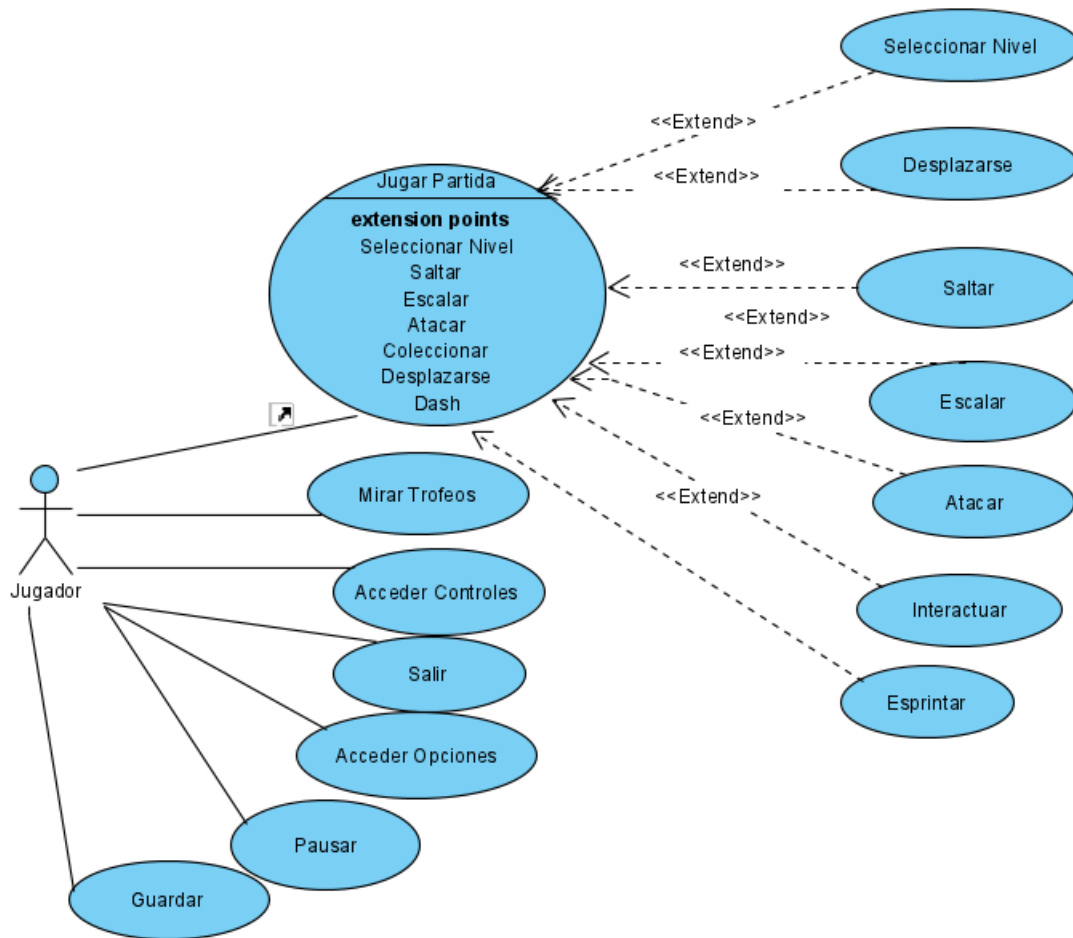 Seleccionar Nivel
<<Extend>>
Desplazarse
<<Extend>>
Jugar Partida
extension points
Seleccionar Nivel
Saltar
Escalar
Atacar
Coleccionar
Desplazarse
Dash
<<Extend>>
Saltar
<<Extend>>
<<Extend>>
Escalar
<<Extend>>
Atacar
<<Extend>>
Interactuar
Esprintar
Mirar Trofeos
Jugador
Acceder Controles
Salir
Acceder Opciones
Pausar
Guardar